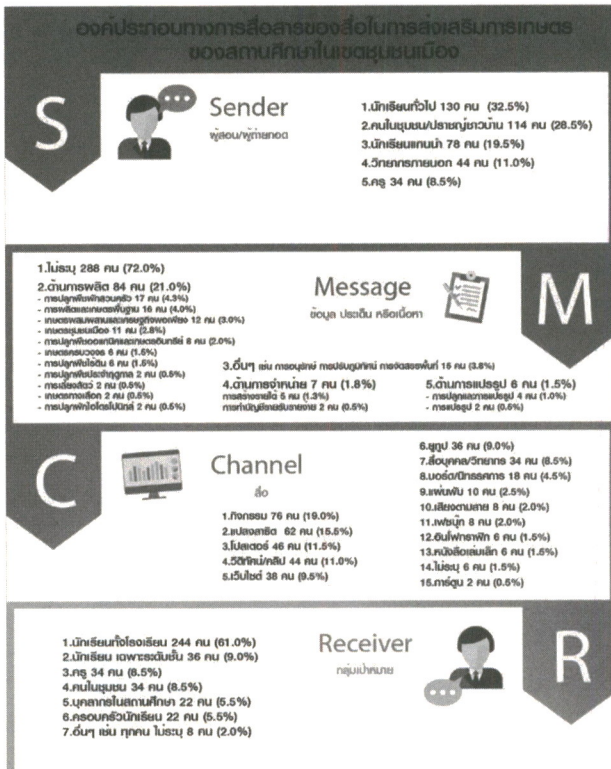 องค์ประกอบทางการสื่อสารของสื่อในการส่งเสริมการเกษตร
ของสถานศึกษาในเขตชุมชนเมือง
S
Sender
ผู้สอน/ผู้ถ่ายทอด
1.นักเรียนทั่วไป 130 คน (32.5%)
2.คนในชุมชน/ปราชญ์ชาวบ้าน 114 คน (28.5%)
3.นักเรียนแกนนำ 78 คน (19.5%)
4.วิทยากรภายนอก 44 คน (11.0%)
5.ครู 34 คน (8.5%)
M
Message
ข้อมูล ประเด็น หรือเนื้อหา
1.ไม่ระบุ 288 คน (72.0%)
2.ด้านการผลิต 84 คน (21.0%)
- การปลูกพืชผักสวนครัว 17 คน (4.3%)
- การผลิตและเกษตรพื้นฐาน 16 คน (4.0%)
- เกษตรผสมผสานและเศรษฐกิจพอเพียง 12 คน (3.0%)
- เกษตรชุมชนเมือง 11 คน (2.8%)
- การปลูกพืชออแกนิคและเกษตรอินทรีย์ 8 คน (2.0%)
- เกษตรครบวงจร 6 คน (1.5%)
- การปลูกพืชไร้ดิน 6 คน (1.5%)
- การปลูกพืชประจำฤดูกาล 2 คน (0.5%)
- การเลี้ยงสัตว์ 2 คน (0.5%)
- เกษตรทางเลือก 2 คน (0.5%)
- การปลูกผักไฮโดรโปนิกส์ 2 คน (0.5%)
3.อื่นๆ เช่น การอนุรักษ์ การปรับภูมิทัศน์ การจัดสรรพื้นที่ 15 คน (3.8%)
4.ด้านการจำหน่าย 7 คน (1.8%)
การสร้างรายได้ 5 คน (1.3%)
การทำบัญชีรายรับรายจ่าย 2 คน (0.5%)
5.ด้านการแปรรูป 6 คน (1.5%)
- การปลูกและการแปรรูป 4 คน (1.0%)
- การแปรรูป 2 คน (0.5%)
C
Channel
สื่อ
1.กิจกรรม 76 คน (19.0%)
2.แปลงสาธิต 62 คน (15.5%)
3.โปสเตอร์ 46 คน (11.5%)
4.วีดิทัศน์/คลิป 44 คน (11.0%)
5.เว็บไซต์ 38 คน (9.5%)
6.ยูทูป 36 คน (9.0%)
7.สื่อบุคคล/วิทยากร 34 คน (8.5%)
8.บอร์ด/นิทรรศการ 18 คน (4.5%)
9.แผ่นพับ 10 คน (2.5%)
10.เสียงตามสาย 8 คน (2.0%)
11.เฟซบุ๊ก 8 คน (2.0%)
12.อินโฟกราฟิก 6 คน (1.5%)
13.หนังสือเล่มเล็ก 6 คน (1.5%)
14.ไม่ระบุ 6 คน (1.5%)
15.การ์ตูน 2 คน (0.5%)
R
Receiver
กลุ่มเป้าหมาย
1.นักเรียนทั้งโรงเรียน 244 คน (61.0%)
2.นักเรียน เฉพาะระดับชั้น 36 คน (9.0%)
3.ครู 34 คน (8.5%)
4.คนในชุมชน 34 คน (8.5%)
5.บุคลากรในสถานศึกษา 22 คน (5.5%)
6.ครอบครัวนักเรียน 22 คน (5.5%)
7.อื่นๆ เช่น ทุกคน ไม่ระบุ 8 คน (2.0%)